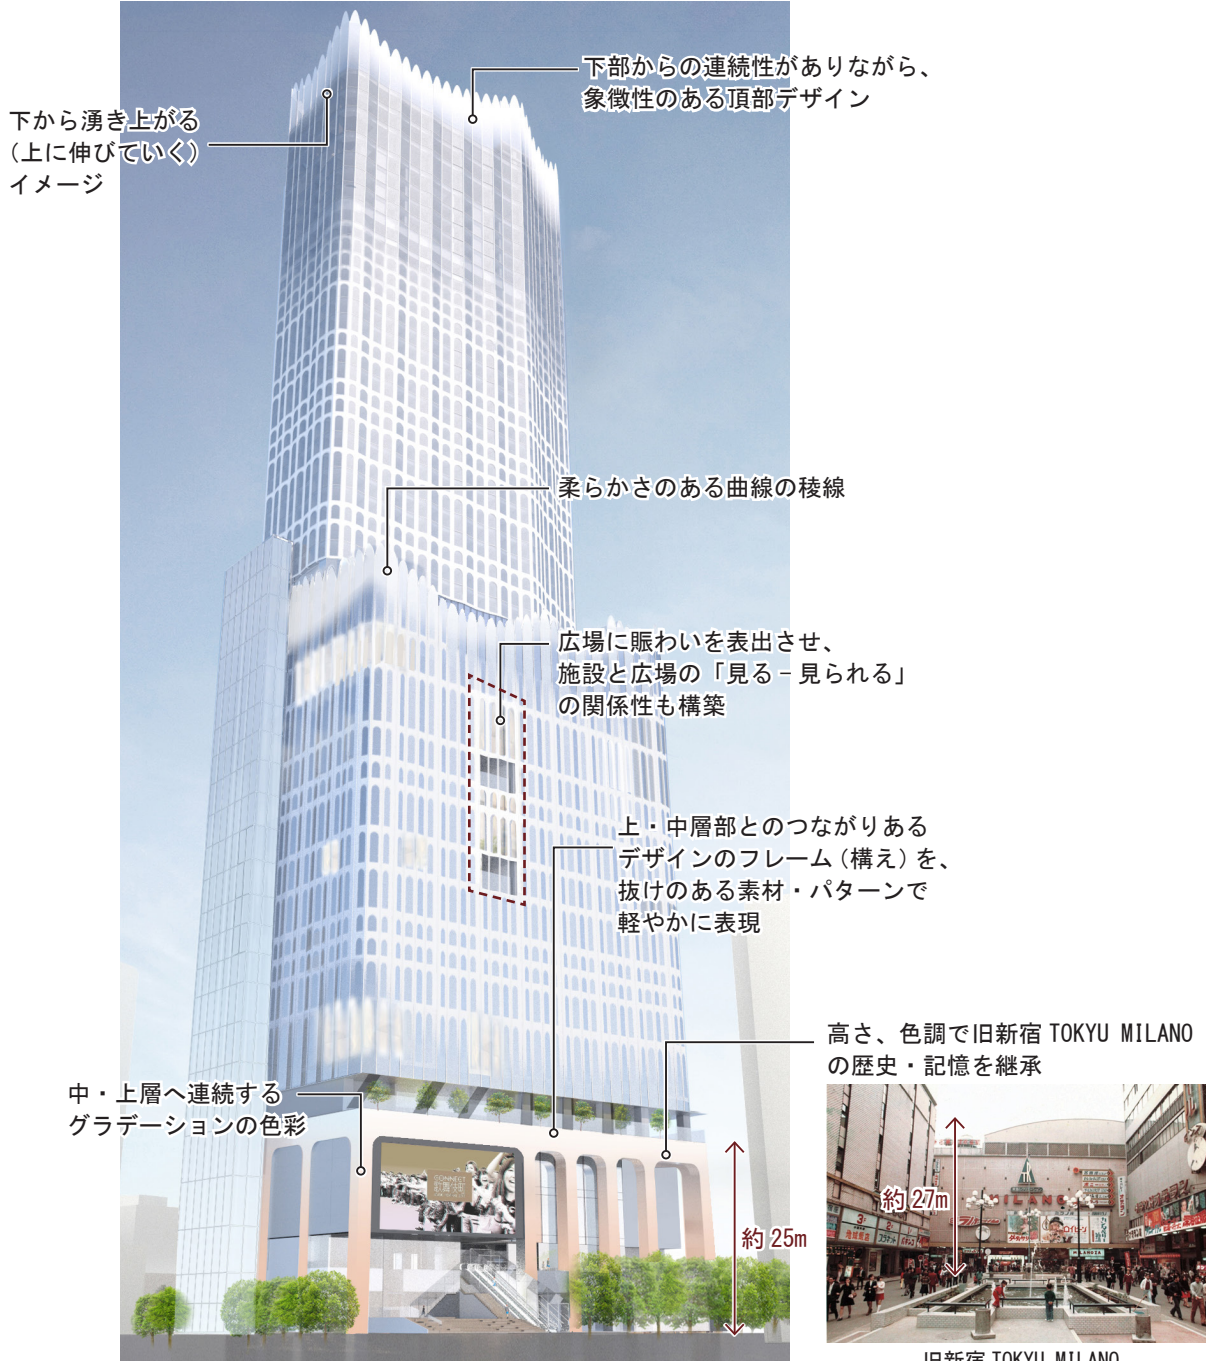 下部からの連続性がありながら、
象徴性のある頂部デザイン
下から湧き上がる
(上に伸びていく)
イメージ
柔らかさのある曲線の稜線
広場に賑わいを表出させ、
施設と広場の「見る－見られる」
の関係性も構築
上・中層部とのつながりある
デザインのフレーム(構え)を、
抜けのある素材・パターンで
軽やかに表現
高さ、色調で旧新宿 TOKYU MILANO
の歴史・記憶を継承
中・上層へ連続する
グラデーションの色彩
CONNECT
歌舞伎町
約 25m
約 27m
MILANO
旧新宿 TOKYU MILANO